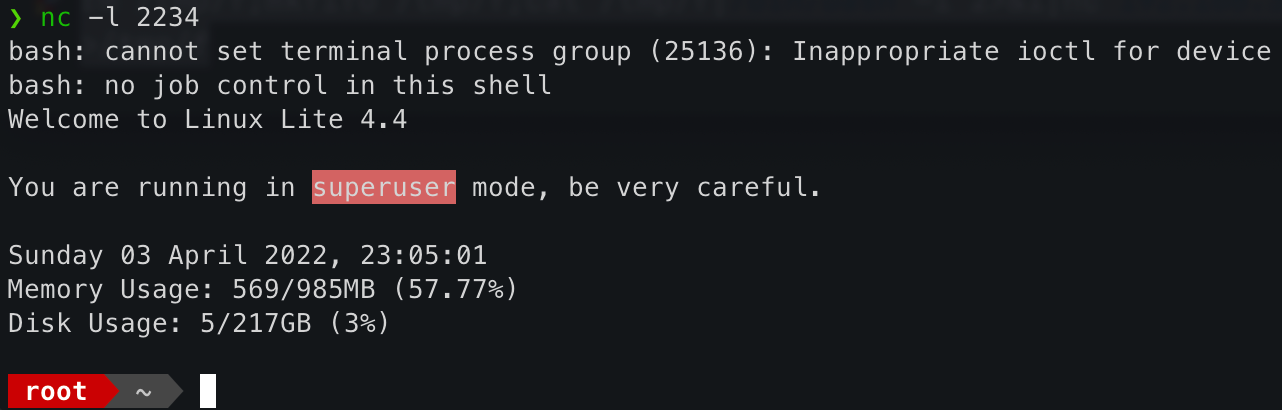 ❯ nc -l 2234
bash: cannot set terminal process group (25136): Inappropriate ioctl for device
bash: no job control in this shell
Welcome to Linux Lite 4.4
You are running in superuser mode, be very careful.
Sunday 03 April 2022, 23:05:01
Memory Usage: 569/985MB (57.77%)
Disk Usage: 5/217GB (3%)
root ~